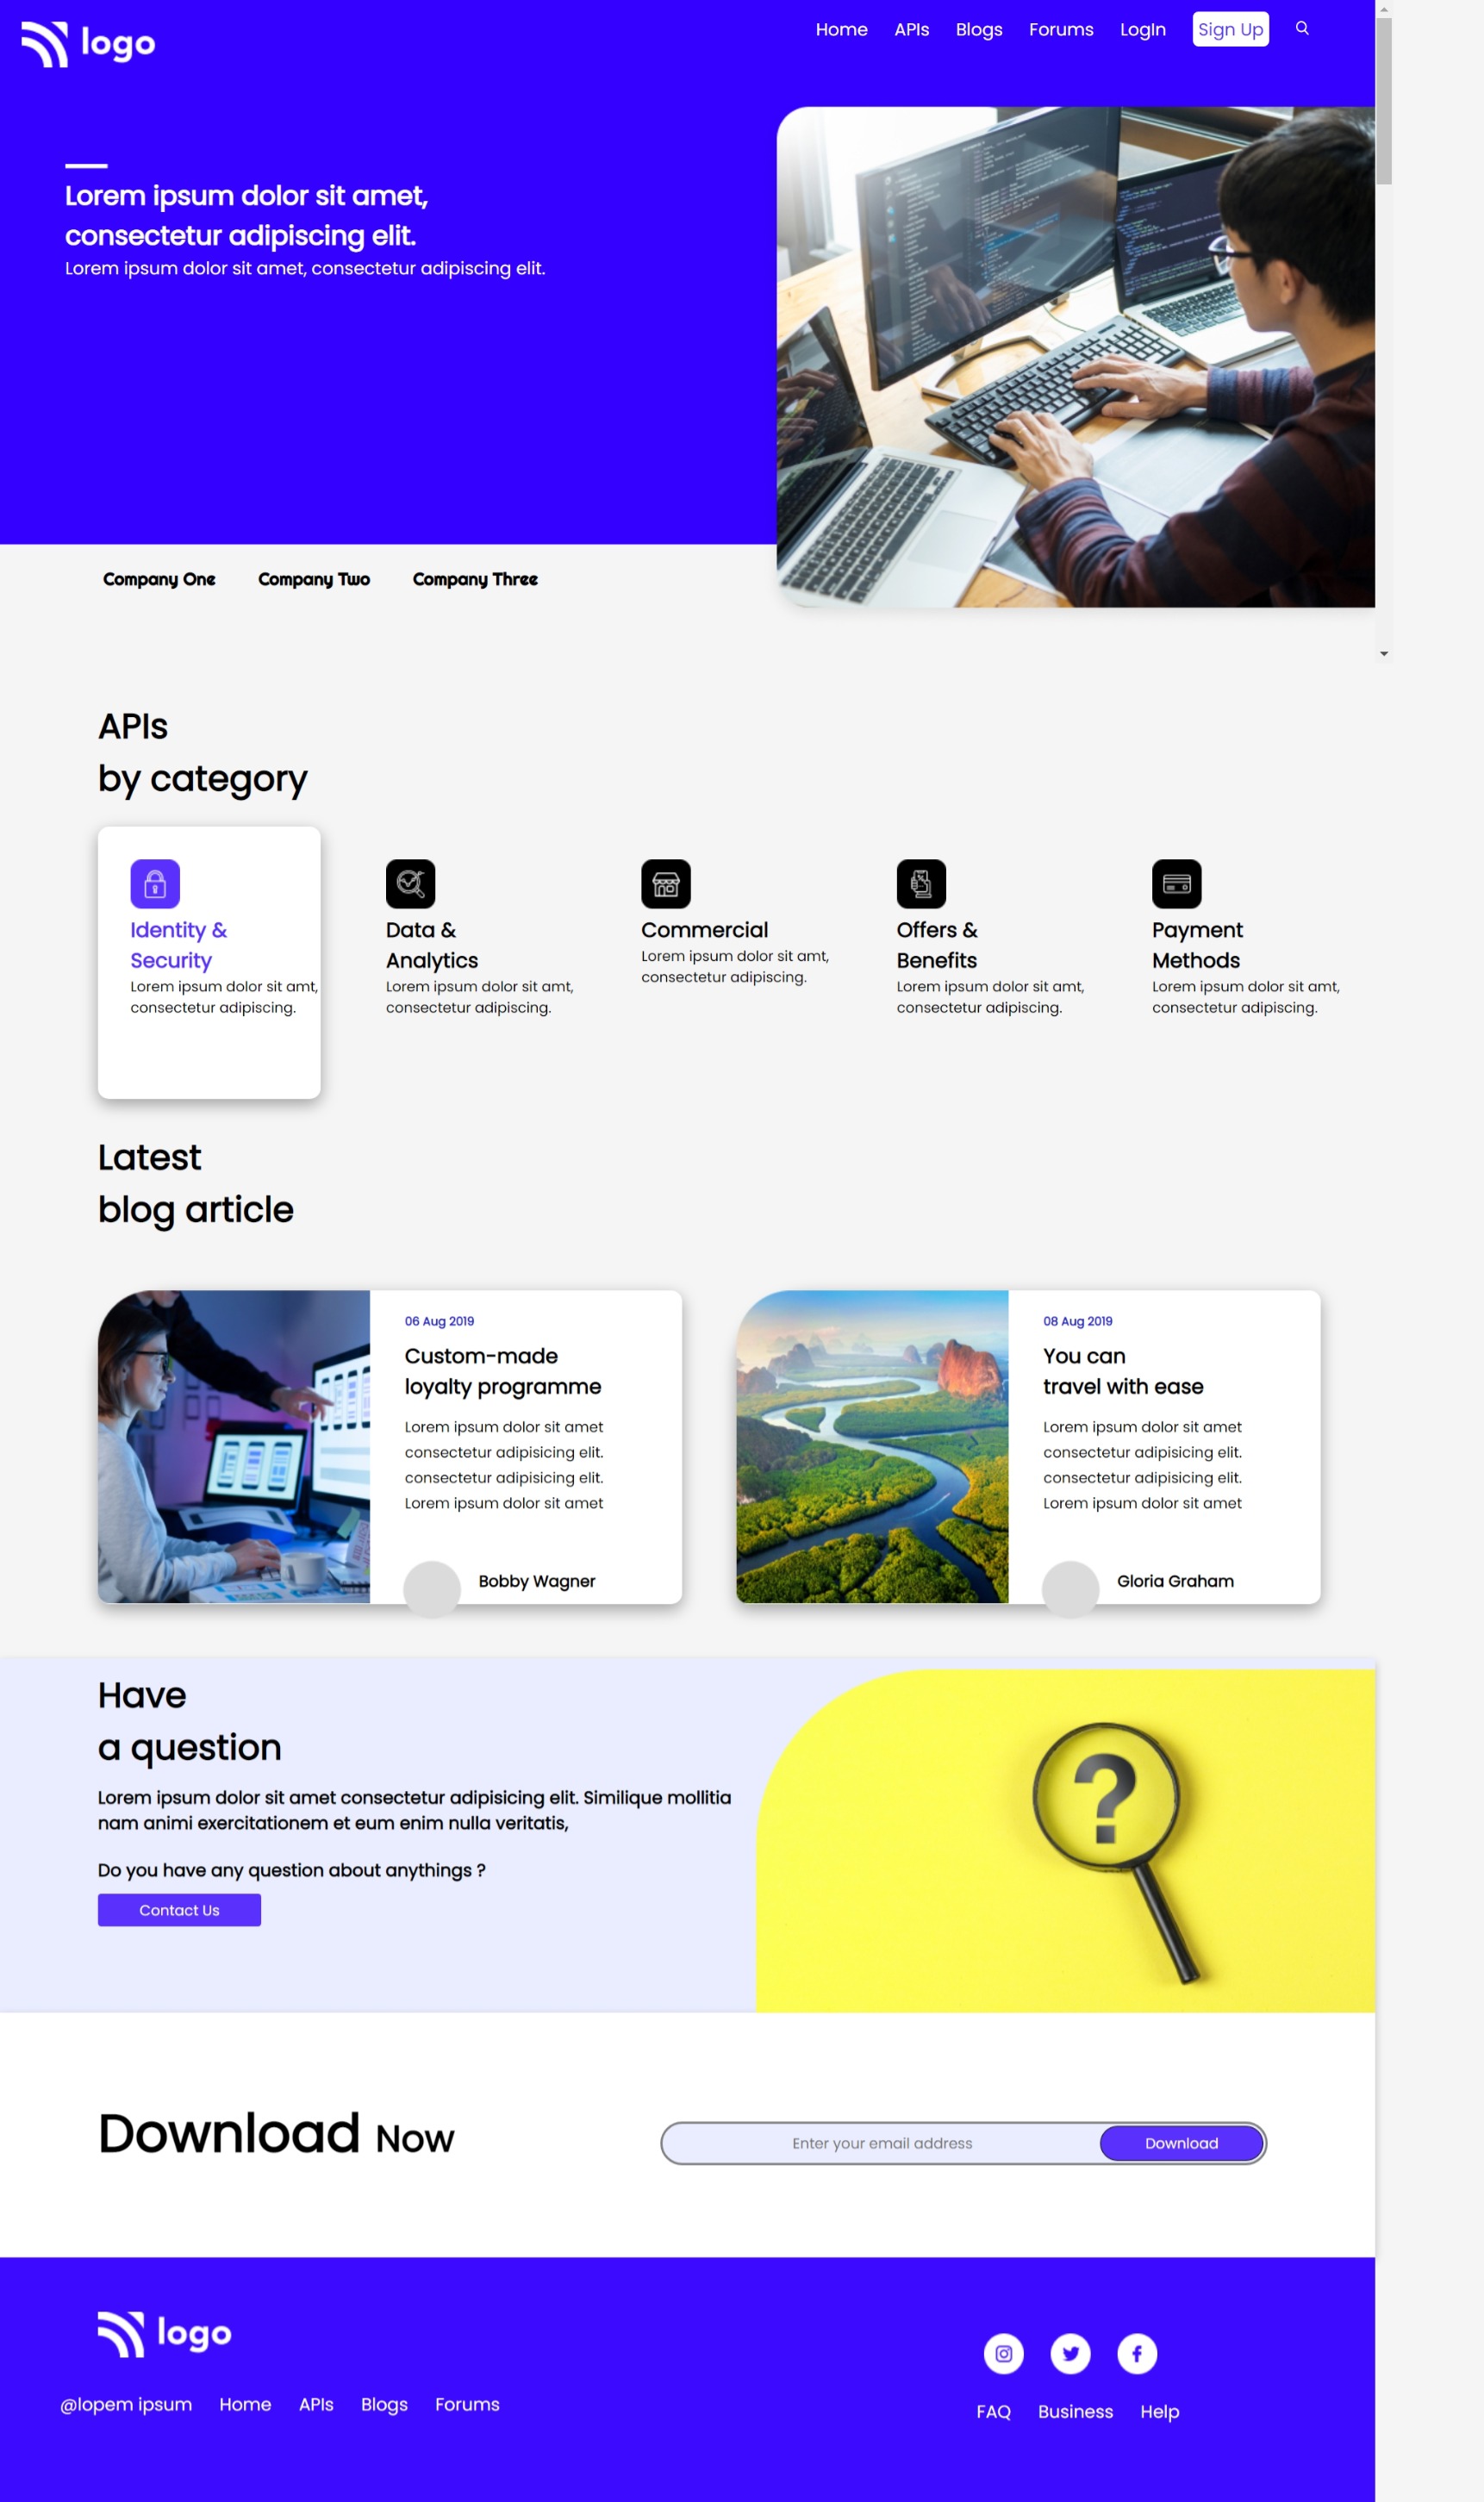 logo
Home APIs Blogs Forums LogIn Sign Up
Lorem ipsum dolor sit amet,
consectetur adipiscing elit.
Lorem ipsum dolor sit amet, consectetur adipiscing elit.
Company One Company Two Company Three
APIs
by category
Identity &
Security
Lorem ipsum dolor sit amt,
consectetur adipiscing.
Data &
Analytics
Lorem ipsum dolor sit amt,
consectetur adipiscing.
Commercial
Lorem ipsum dolor sit amt,
consectetur adipiscing.
Offers &
Benefits
Lorem ipsum dolor sit amt,
consectetur adipiscing.
Payment
Methods
Lorem ipsum dolor sit amt,
consectetur adipiscing.
Latest
blog article
06 Aug 2019
Custom-made
loyalty programme
Lorem ipsum dolor sit amet
consectetur adipisicing elit.
consectetur adipisicing elit.
Lorem ipsum dolor sit amet
Bobby Wagner
08 Aug 2019
You can
travel with ease
Lorem ipsum dolor sit amet
consectetur adipisicing elit.
consectetur adipisicing elit.
Lorem ipsum dolor sit amet
Gloria Graham
Have
a question
Lorem ipsum dolor sit amet consectetur adipisicing elit. Similique mollitia
nam animi exercitationem et eum enim nulla veritatis,
Do you have any question about anythings ?
Contact Us
?
Download Now
Enter your email address
Download
logo
@lopem ipsum Home APIs Blogs Forums
FAQ Business Help